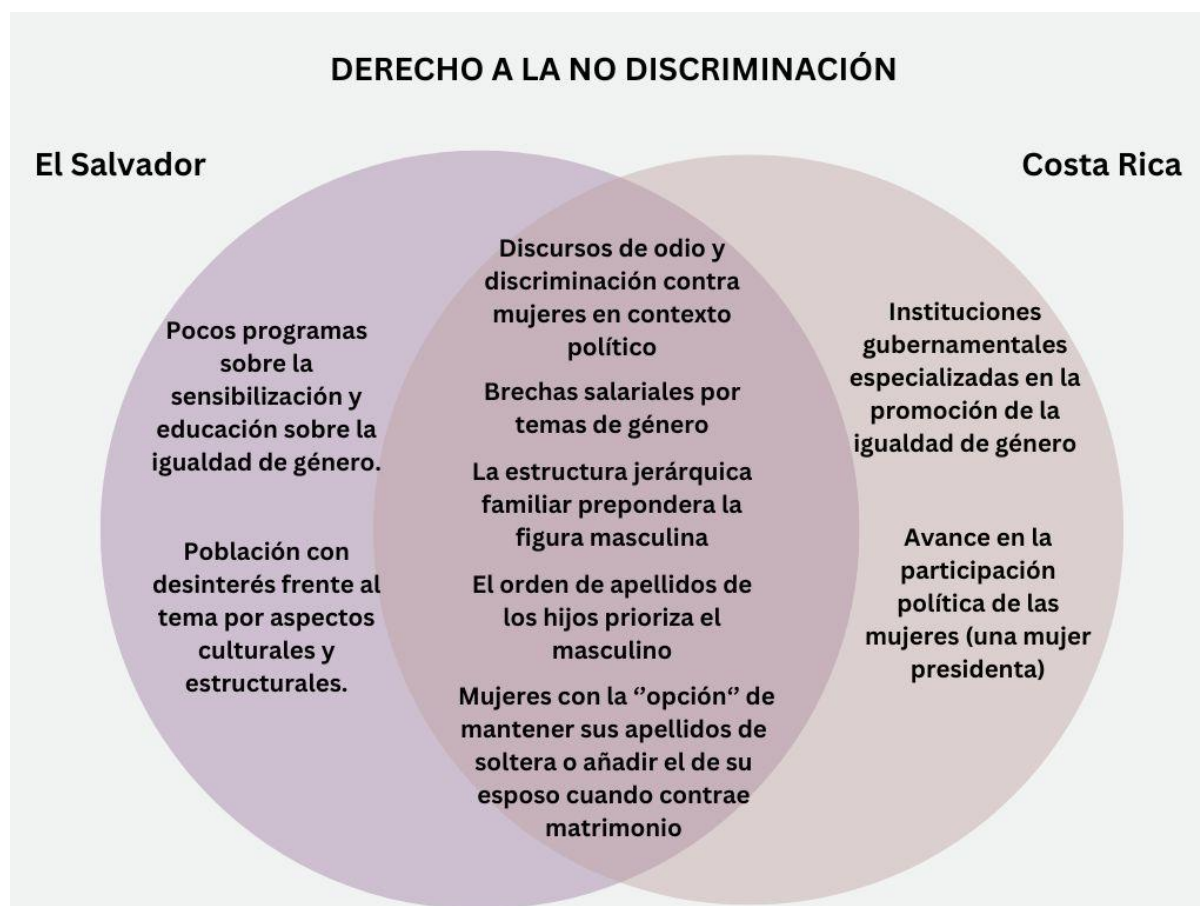 DERECHO A LA NO DISCRIMINACIÓN
El Salvador
Costa Rica
Pocos programas
sobre la
sensibilización y
educación sobre la
igualdad de género.
Población con
desinterés frente al
tema por aspectos
culturales y
estructurales.
Discursos de odio y
discriminación contra
mujeres en contexto
político
Brechas salariales por
temas de género
La estructura jerárquica
familiar prepondera la
figura masculina
El orden de apellidos de
los hijos prioriza el
masculino
Mujeres con la “opción“ de
mantener sus apellidos de
soltera o añadir el de su
esposo cuando contrae
matrimonio
Instituciones
gubernamentales
especializadas en la
promoción de la
igualdad de género
Avance en la
participación
política de las
mujeres (una mujer
presidenta)